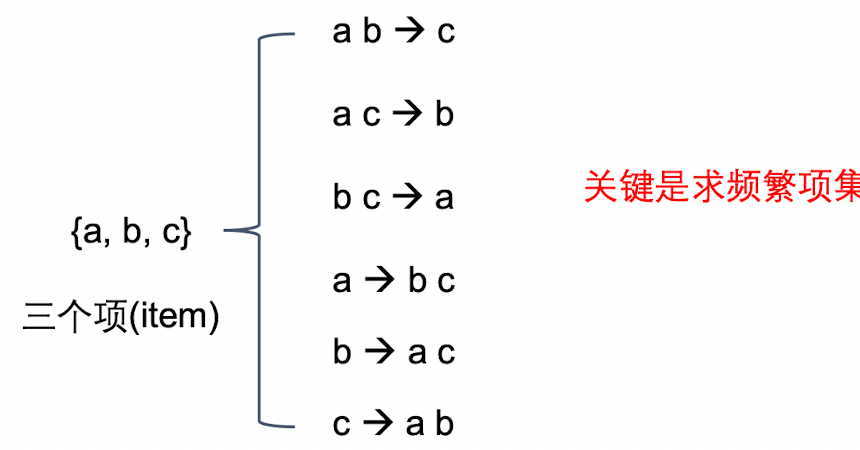 a b → c
a c → b
b c → a
关键是求频繁项集
{a, b, c}
a → b c
三个项(item)
b → a c
c → a b